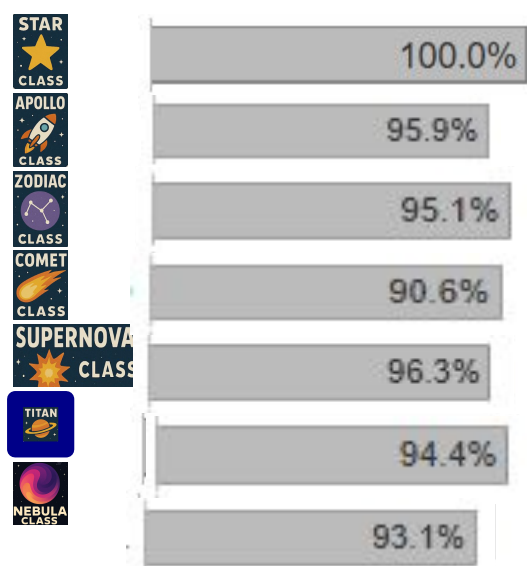 STAR
CLASS
100.0%
APOLLO
CLASS
95.9%
ZODIAC
CLASS
95.1%
COMET
CLASS
90.6%
SUPERNOVA
CLASS
96.3%
TITAN
94.4%
NEBULA
CLASS
93.1%